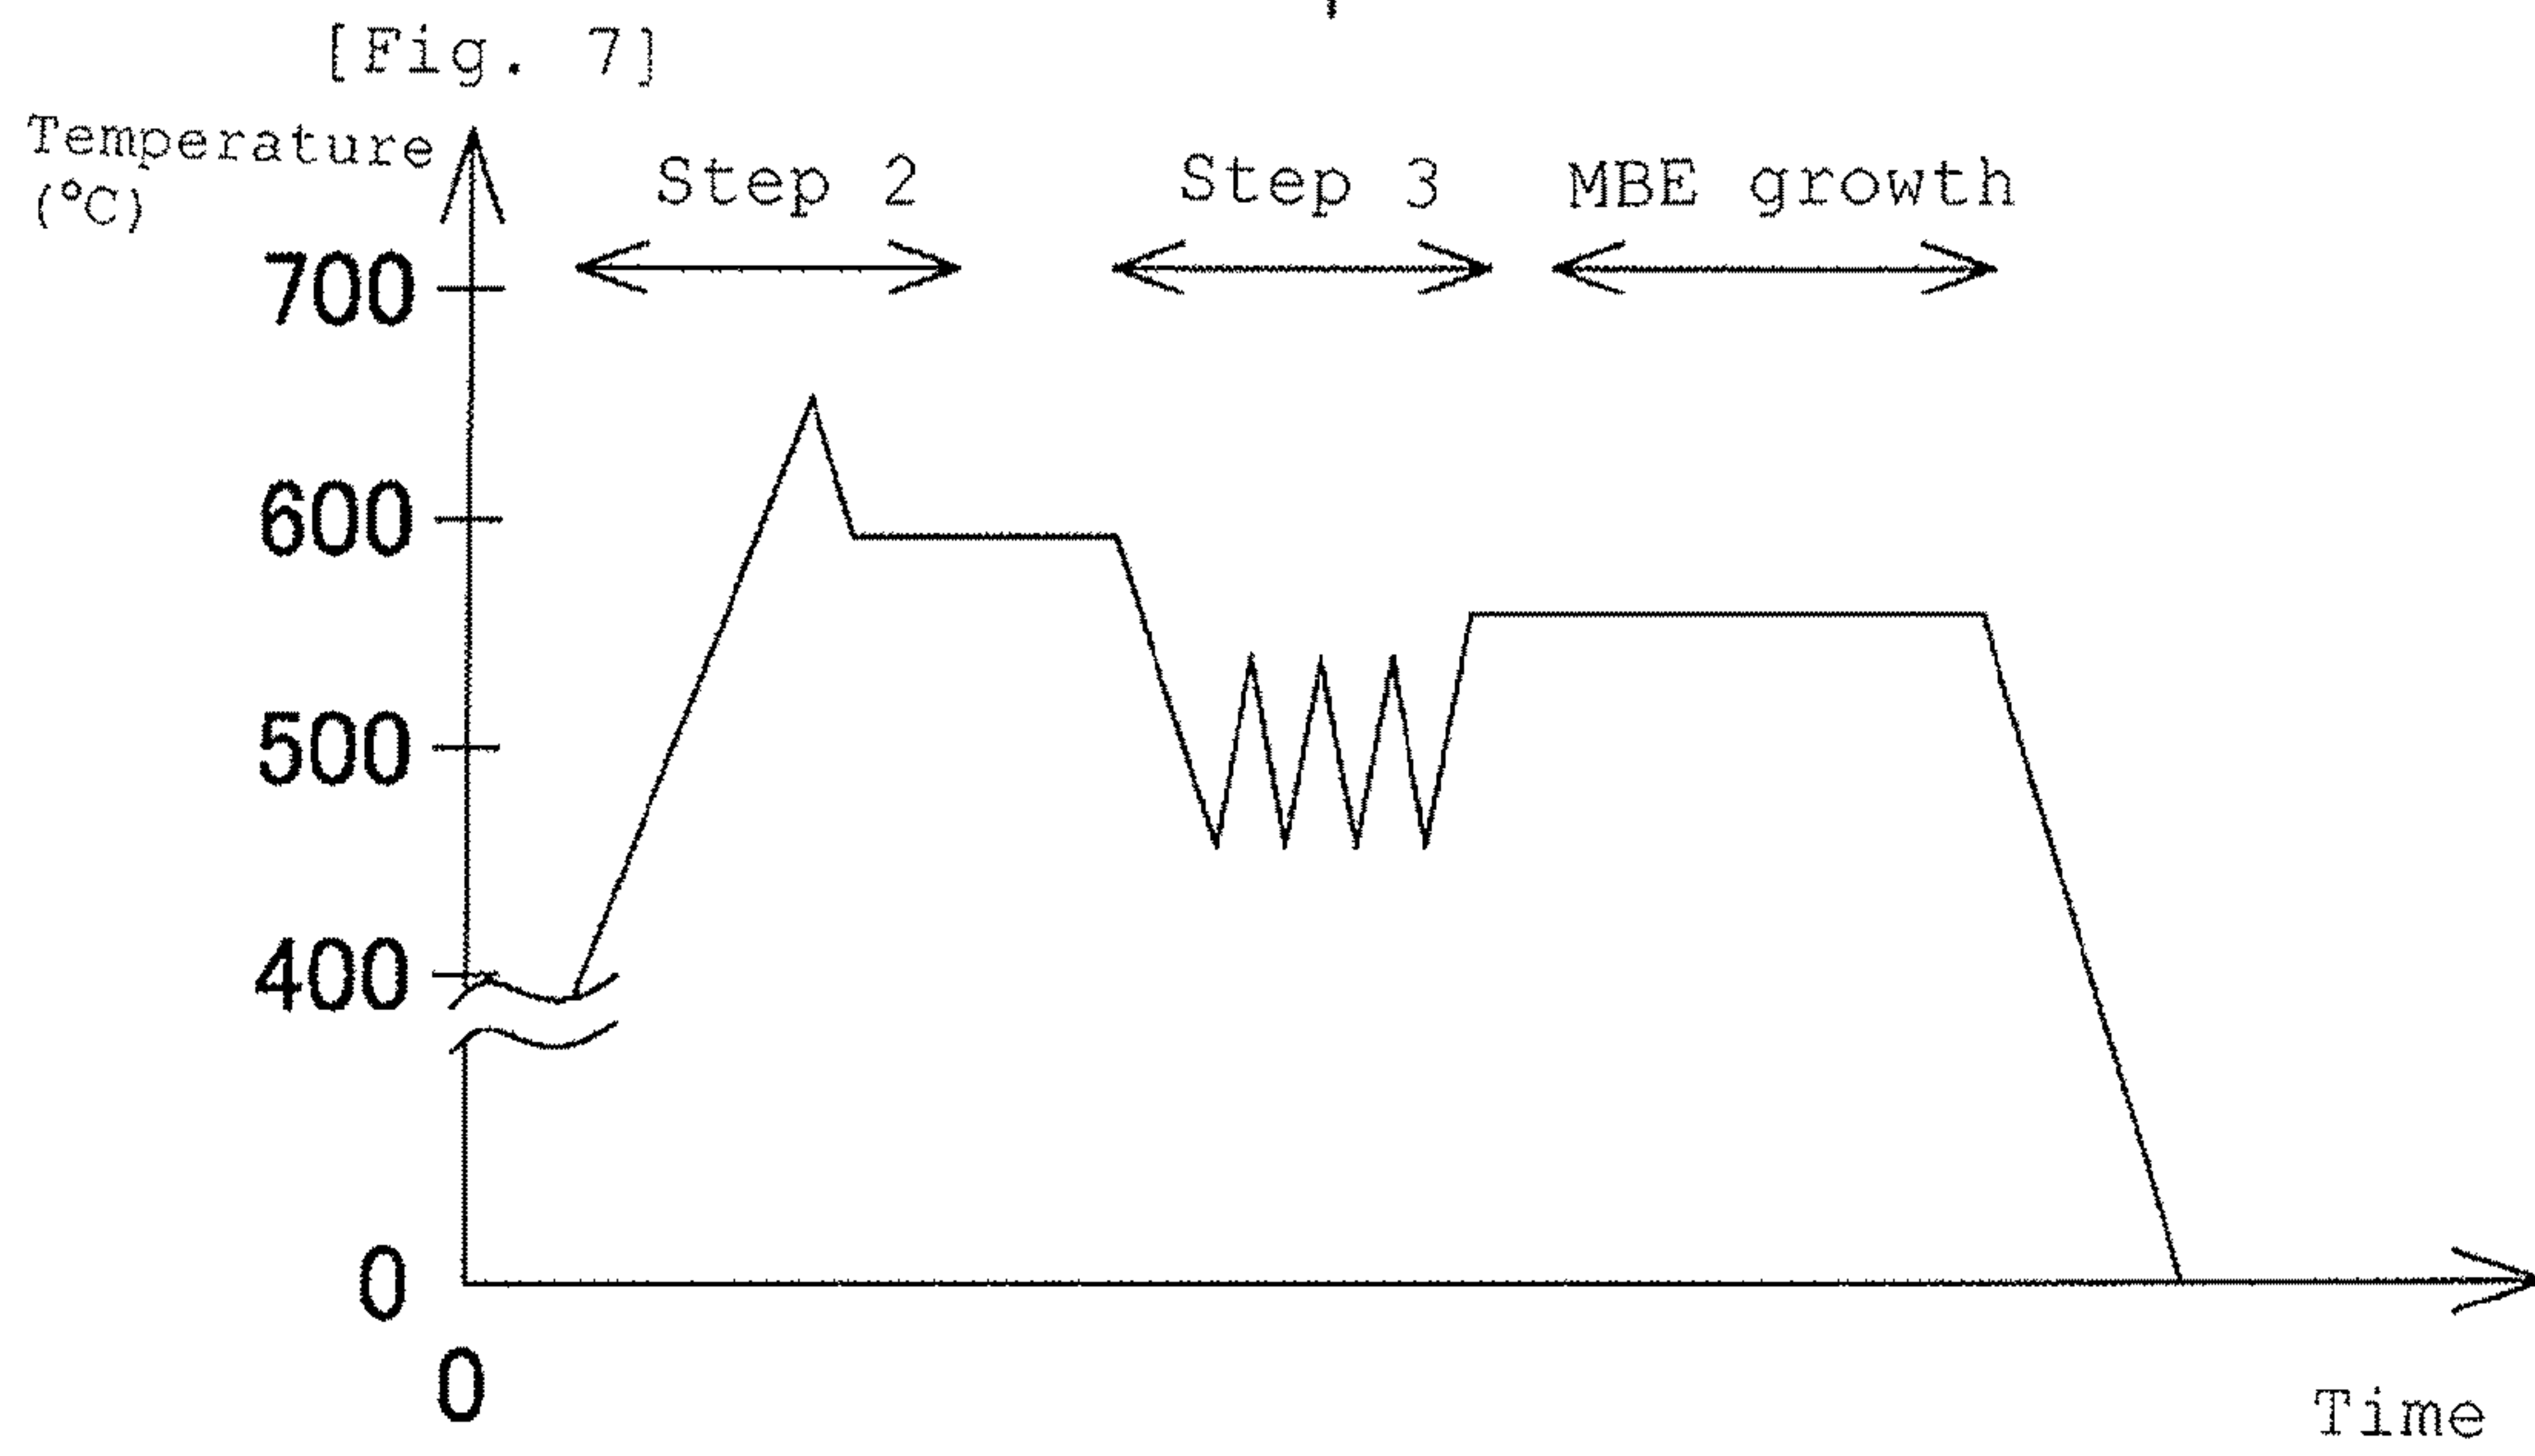 [Fig. 7]
Temperature
(°C)
Step 2
Step 3
MBE growth
700
600
500
400
0
0
Time